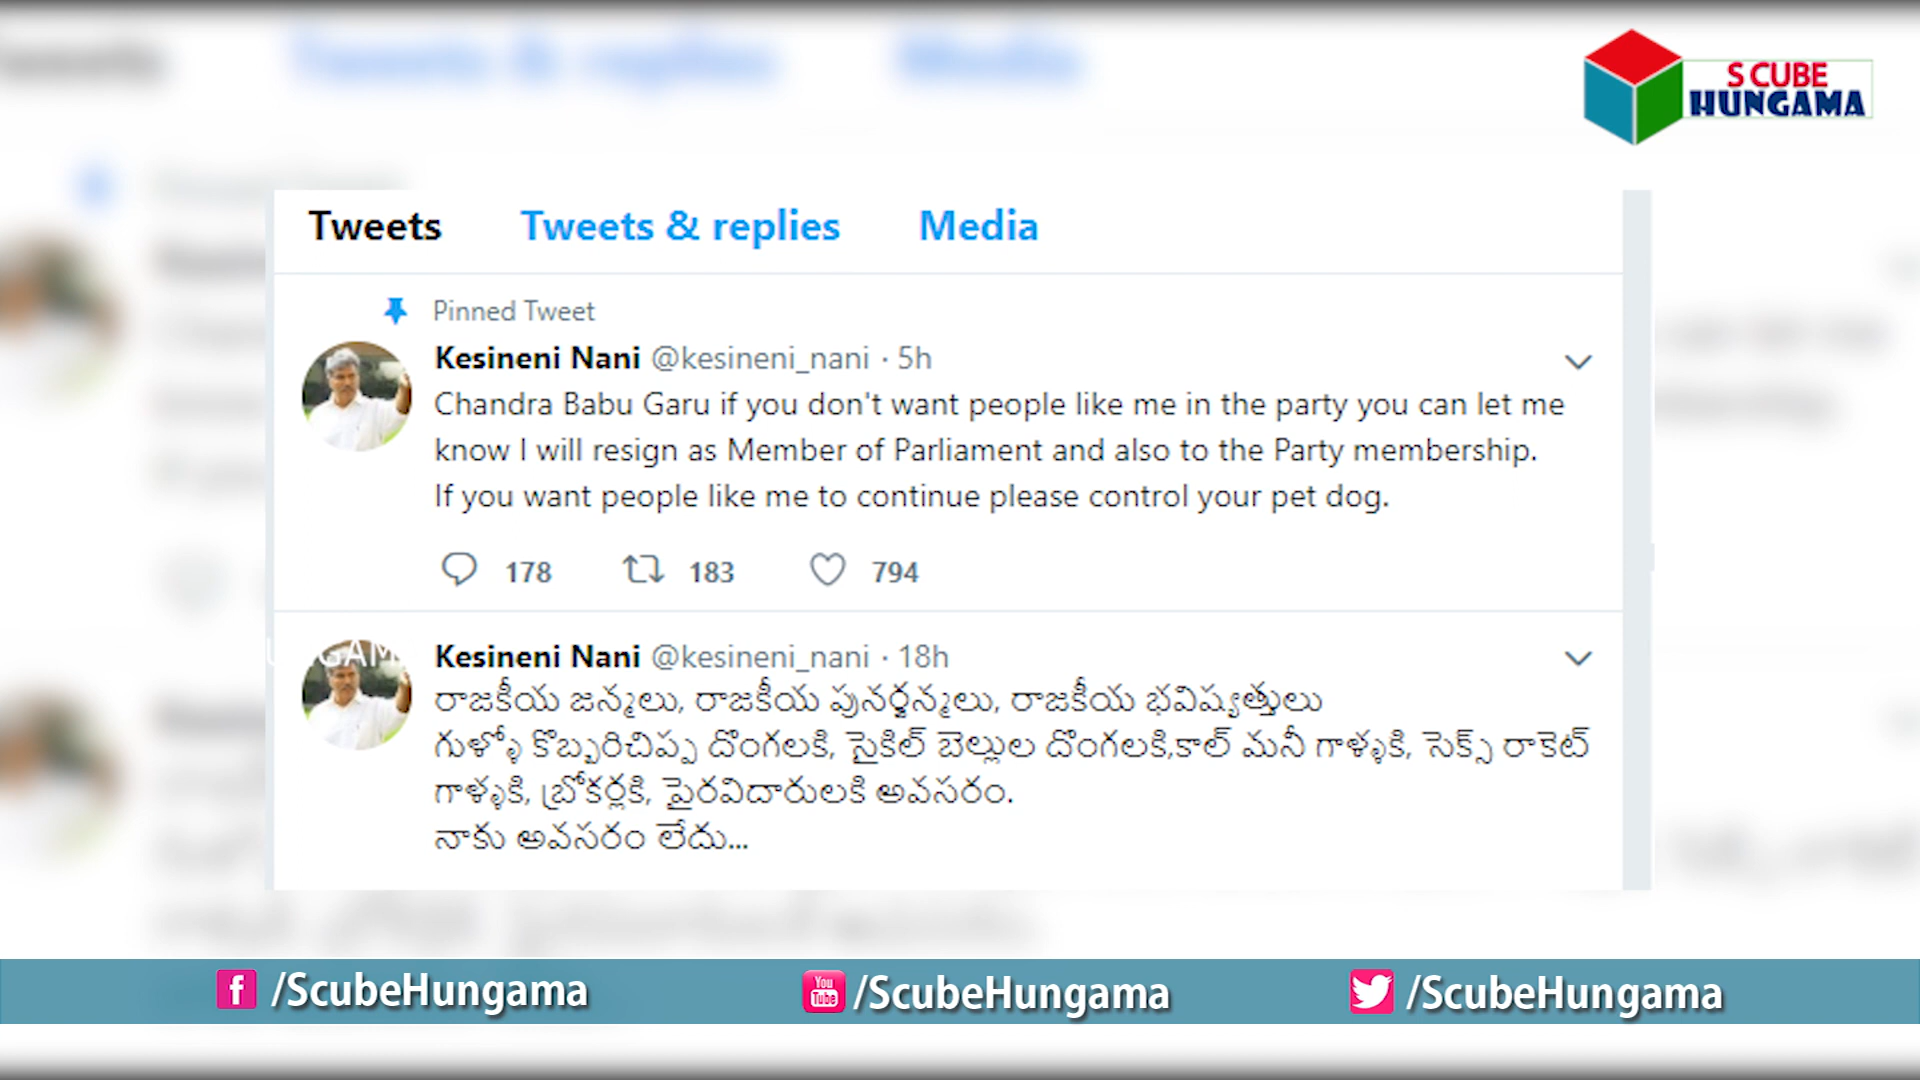 S CUBE
HUNGAMA
Tweets Tweets & replies Media
Pinned Tweet
Kesineni Nani @kesineni_nani · 5h
Chandra Babu Garu if you don't want people like me in the party you can let me
know I will resign as Member of Parliament and also to the Party membership.
If you want people like me to continue please control your pet dog.
178 183 794
Kesineni Nani @kesineni_nani · 18h
రాజకీయ జన్మలు, రాజకీయ పునర్జన్మలు, రాజకీయ భవిష్యత్తులు
గుళ్ళో కొబ్బరిచిప్ప దొంగలకి, సైకిల్ బెల్లుల దొంగలకి,కాల్ మనీ గాళ్ళకి, సెక్స్ రాకెట్
గాళ్ళకి, బ్రోకర్లకి, పైరవిదారులకి అవసరం.
నాకు అవసరం లేదు...
/ScubeHungama /ScubeHungama /ScubeHungama